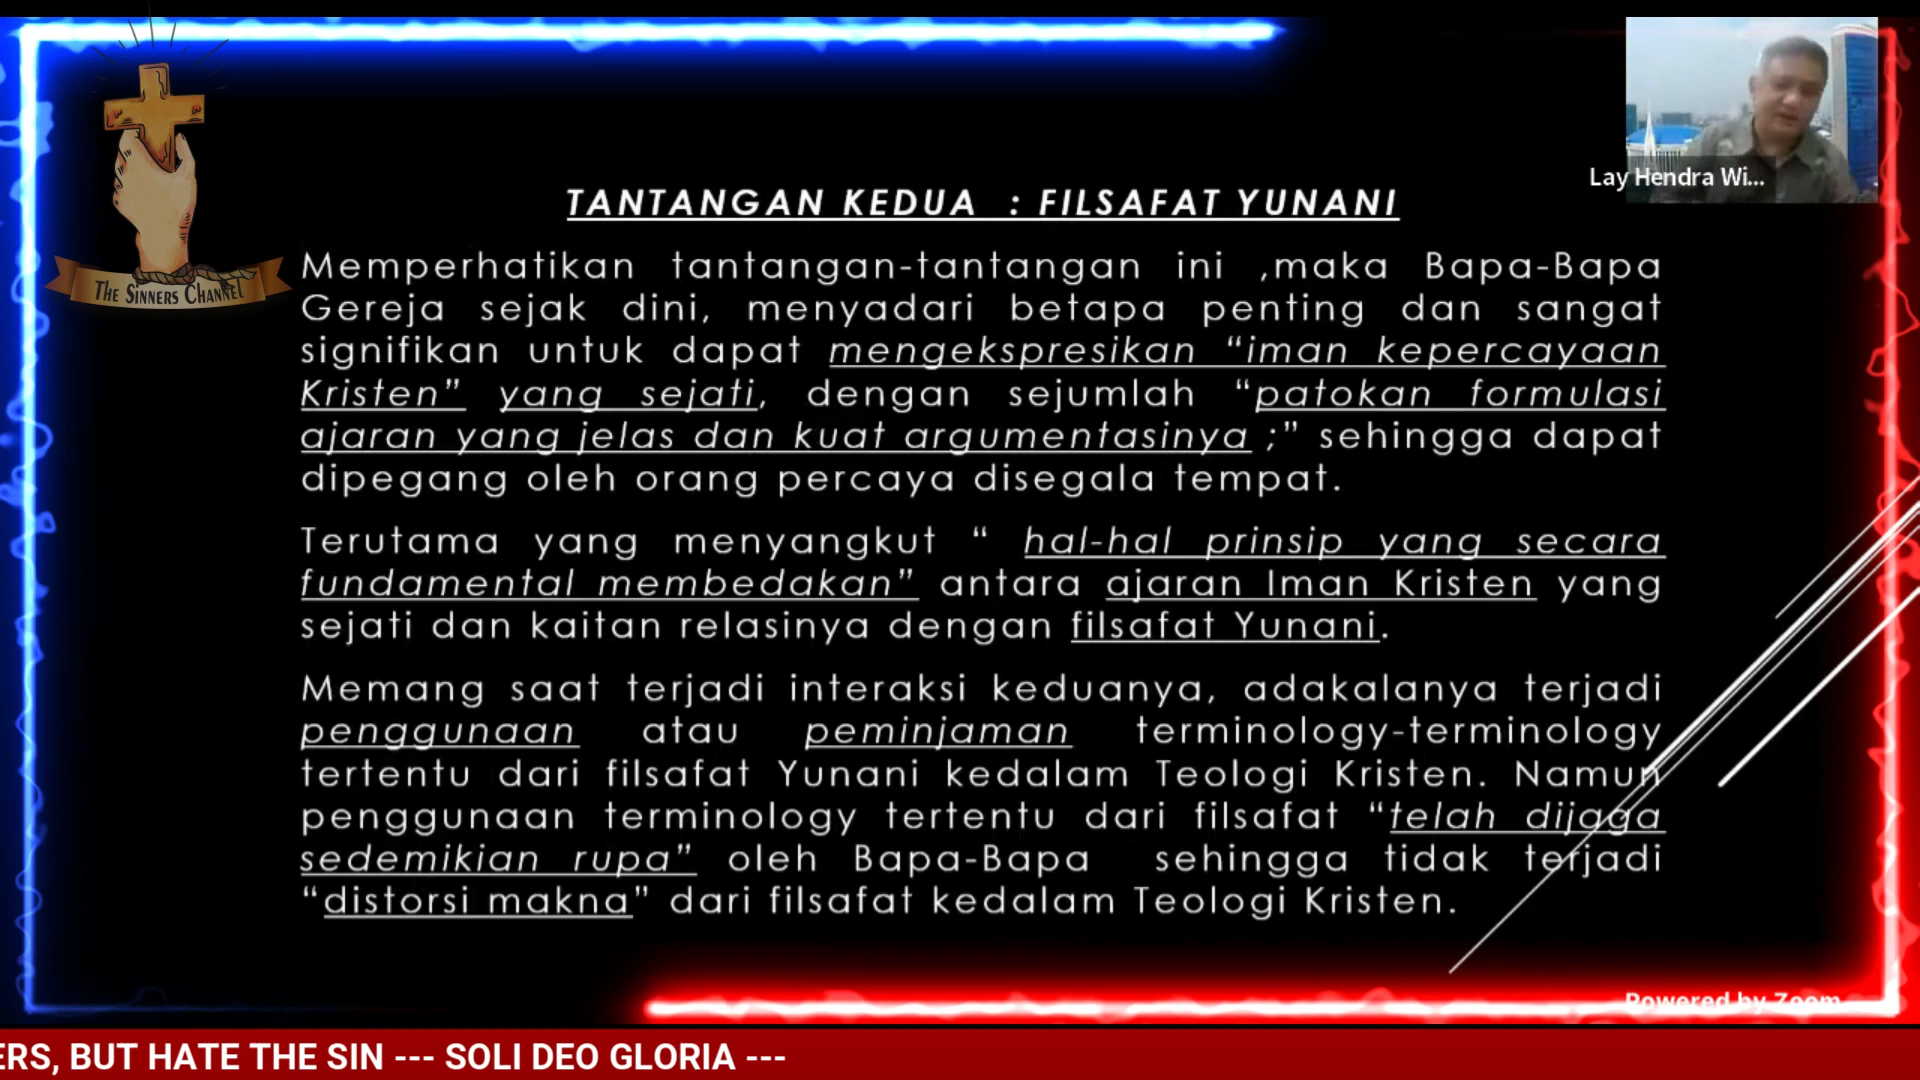 THE SINNERS CHANNEL
Lay Hendra Wi...
TANTANGAN KEDUA : FILSAFAT YUNANI
Memperhatikan tantangan-tantangan ini ,maka Bapa-Bapa
Gereja sejak dini, menyadari betapa penting dan sangat
signifikan untuk dapat mengekspresikan “iman kepercayaan
Kristen” yang sejati, dengan sejumlah “patokan formulasi
ajaran yang jelas dan kuat argumentasinya ;” sehingga dapat
dipegang oleh orang percaya disegala tempat.
Terutama yang menyangkut “ hal-hal prinsip yang secara
fundamental membedakan” antara ajaran Iman Kristen yang
sejati dan kaitan relasinya dengan filsafat Yunani.
Memang saat terjadi interaksi keduanya, adakalanya terjadi
penggunaan atau peminjaman terminology-terminology
tertentu dari filsafat Yunani kedalam Teologi Kristen. Namun
penggunaan terminology tertentu dari filsafat “telah dijaga
sedemikian rupa” oleh Bapa-Bapa sehingga tidak terjadi
“distorsi makna” dari filsafat kedalam Teologi Kristen.
Powered by Zoom
ERS, BUT HATE THE SIN --- SOLI DEO GLORIA ---